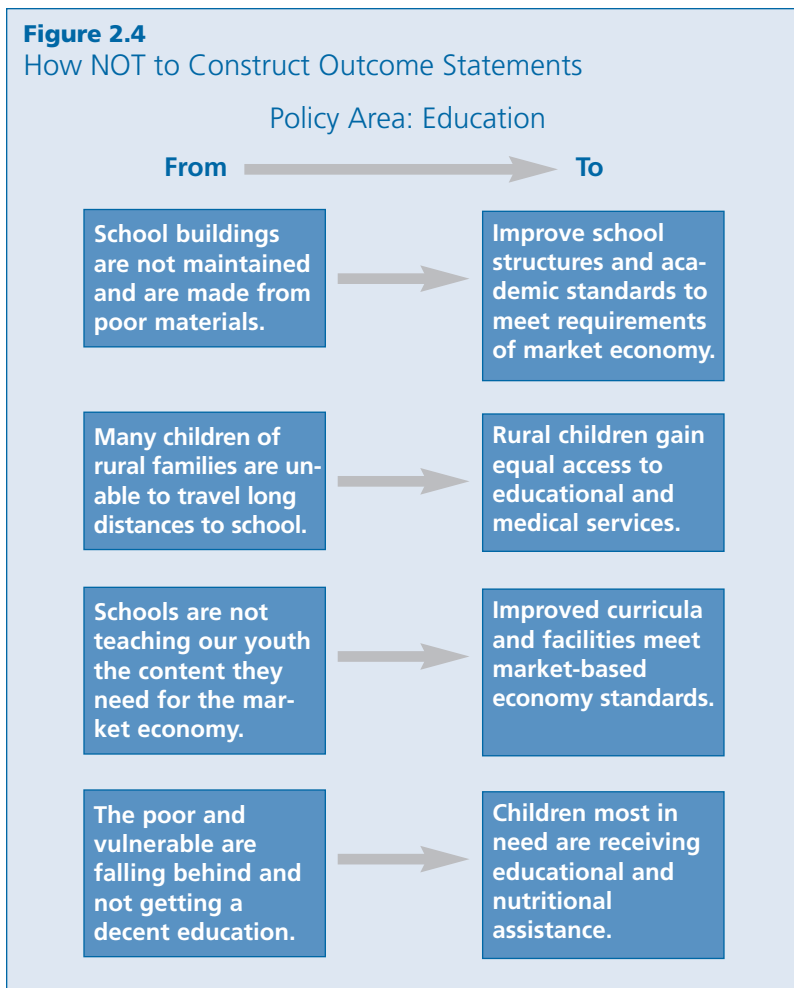 Figure 2.4
How NOT to Construct Outcome Statements
Policy Area: Education
From To
School buildings
are not maintained
and are made from
poor materials.
Improve school
structures and aca-
demic standards to
meet requirements
of market economy.
Many children of
rural families are un-
able to travel long
distances to school.
Rural children gain
equal access to
educational and
medical services.
Schools are not
teaching our youth
the content they
need for the mar-
ket economy.
Improved curricula
and facilities meet
market-based
economy standards.
The poor and
vulnerable are
falling behind and
not getting a
decent education.
Children most in
need are receiving
educational and
nutritional
assistance.